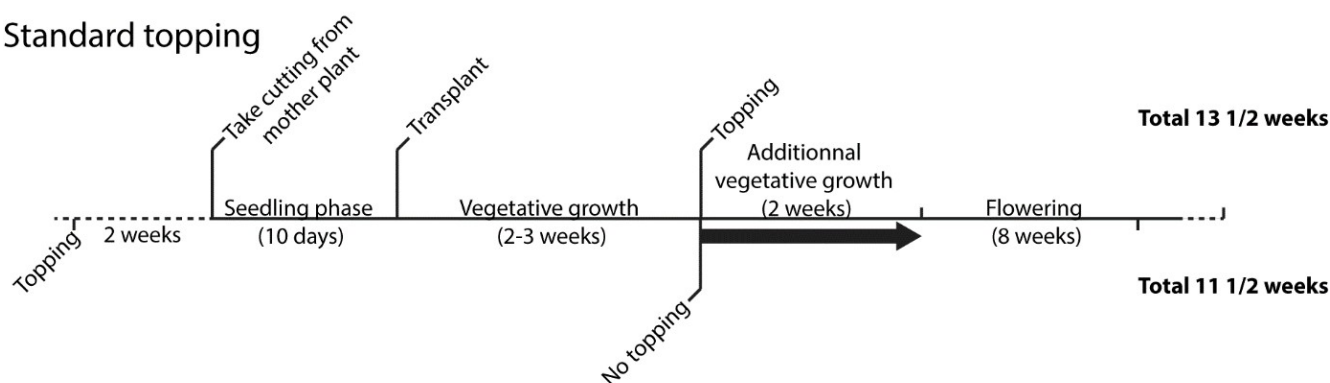 Standard topping
Take cutting from
mother plant
Transplant
Topping
Total 13 1/2 weeks
Additionnal
vegetative growth
(2 weeks)
Seedling phase
(10 days)
Vegetative growth
(2-3 weeks)
Flowering
(8 weeks)
2 weeks
Topping
No topping
Total 11 1/2 weeks